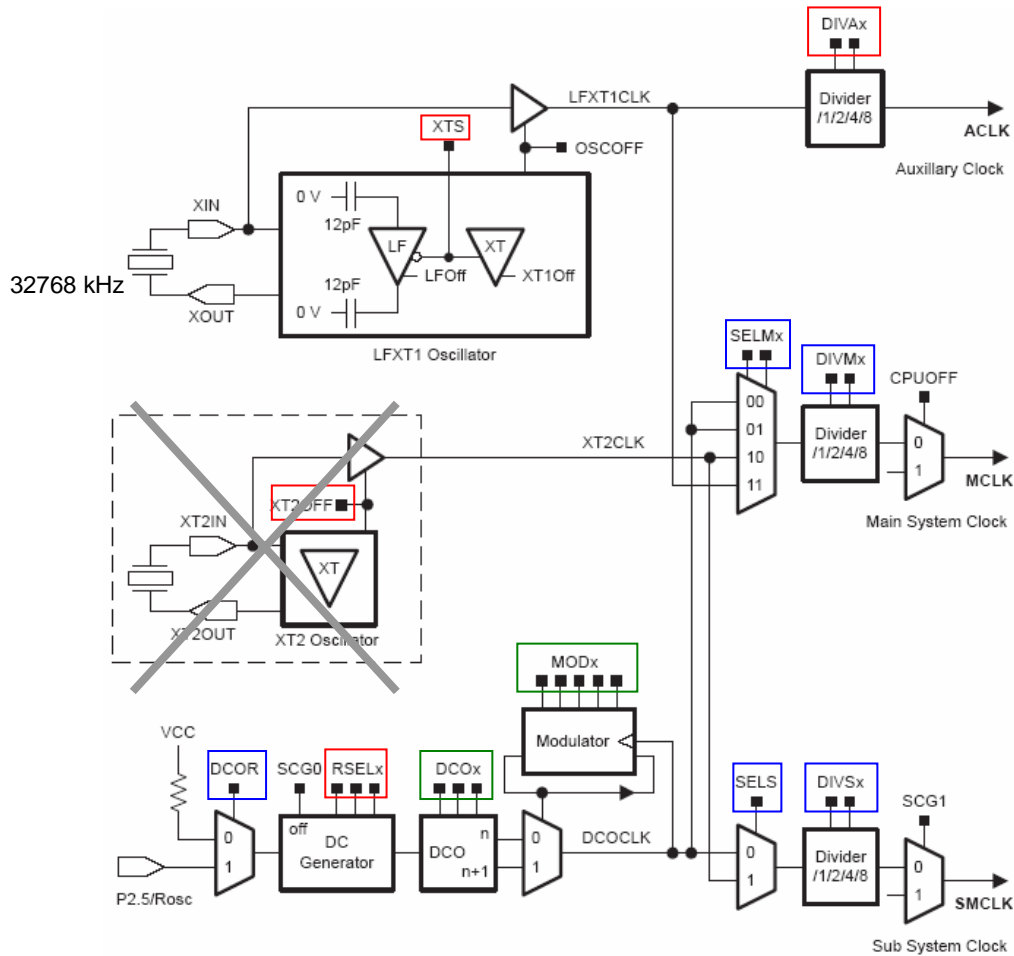 DIVAx
Divider
/1/2/4/8
LFXT1CLK
ACLK
Auxillary Clock
XTS
OSCOFF
0 V
12pF
XIN
LF
XT
LFOff
XT1Off
32768 kHz
12pF
XOUT
0 V
LFXT1 Oscillator
SELMx
DIVMx
CPUOFF
00
01
10
11
Divider
/1/2/4/8
0
1
MCLK
Main System Clock
XT2CLK
XT2OFF
XT2IN
XT
XT2OUT
XT2 Oscillator
MODx
Modulator
VCC
DCOR
SCG0
RSELx
DCOx
SELS
DIVSx
SCG1
0
1
off
DC
Generator
DCO
n
n+1
0
1
DCOCLK
0
1
Divider
/1/2/4/8
0
1
P2.5/Rosc
SMCLK
Sub System Clock